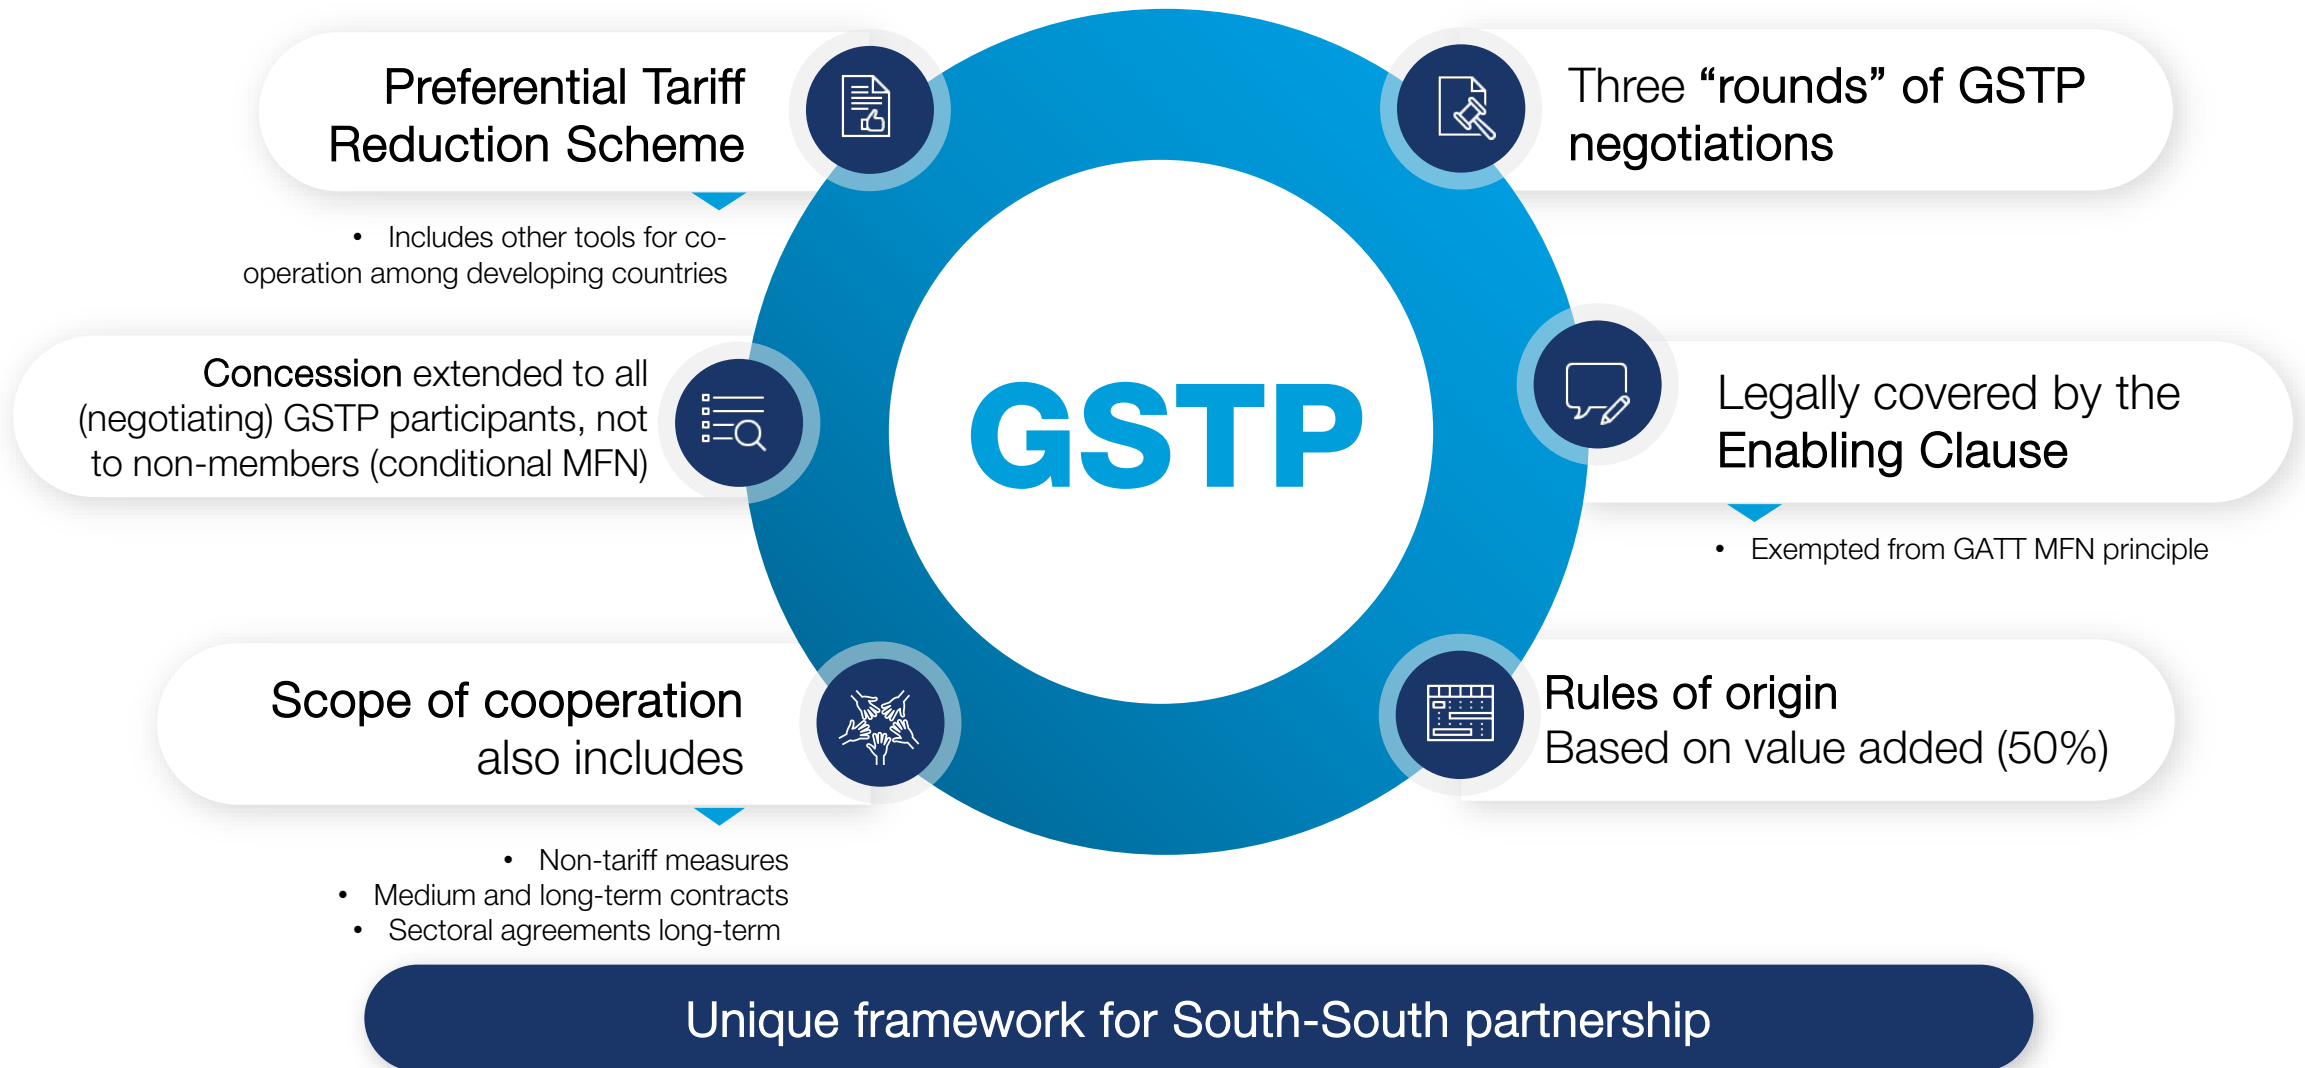 Preferential Tariff
Reduction Scheme
• Includes other tools for co-
operation among developing countries
Concession extended to all
(negotiating) GSTP participants, not
to non-members (conditional MFN)
Scope of cooperation
also includes
• Non-tariff measures
• Medium and long-term contracts
• Sectoral agreements long-term
GSTP
Three “rounds” of GSTP
negotiations
Legally covered by the
Enabling Clause
• Exempted from GATT MFN principle
Rules of origin
Based on value added (50%)
Unique framework for South-South partnership